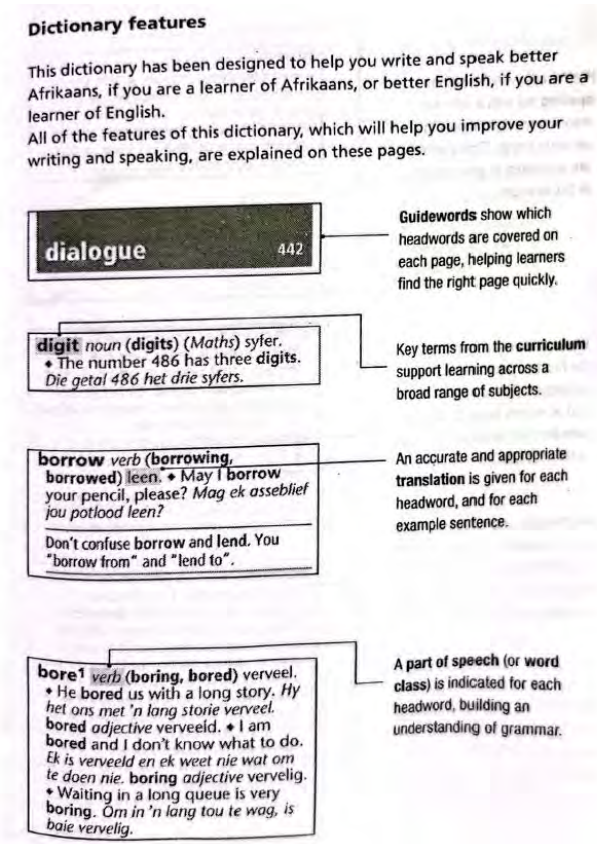 Dictionary features
This dictionary has been designed to help you write and speak better
Afrikaans, if you are a learner of Afrikaans, or better English, if you are a
learner of English.
All of the features of this dictionary, which will help you improve your
writing and speaking, are explained on these pages.
dialogue 442
Guidewords show which
headwords are covered on
each page, helping learners
find the right page quickly.
digit noun (digits) (Maths) syfer.
♦ The number 486 has three digits.
Die getal 486 het drie syfers.
Key terms from the curriculum
support learning across a
broad range of subjects.
borrow verb (borrowing,
borrowed) leen. ♦ May I borrow
your pencil, please? Mag ek asseblief
jou potlood leen?
Don't confuse borrow and lend. You
"borrow from" and "lend to".
An accurate and appropriate
translation is given for each
headword, and for each
example sentence.
bore1 verb (boring, bored) verveel.
♦ He bored us with a long story. Hy
het ons met 'n lang storie verveel.
bored adjective verveeld. ♦ I am
bored and I don't know what to do.
Ek is verveeld en ek weet nie wat om
te doen nie. boring adjective vervelig.
♦ Waiting in a long queue is very
boring. Om in 'n lang tou te wag, is
baie vervelig.
A part of speech (or word
class) is indicated for each
headword, building an
understanding of grammar.